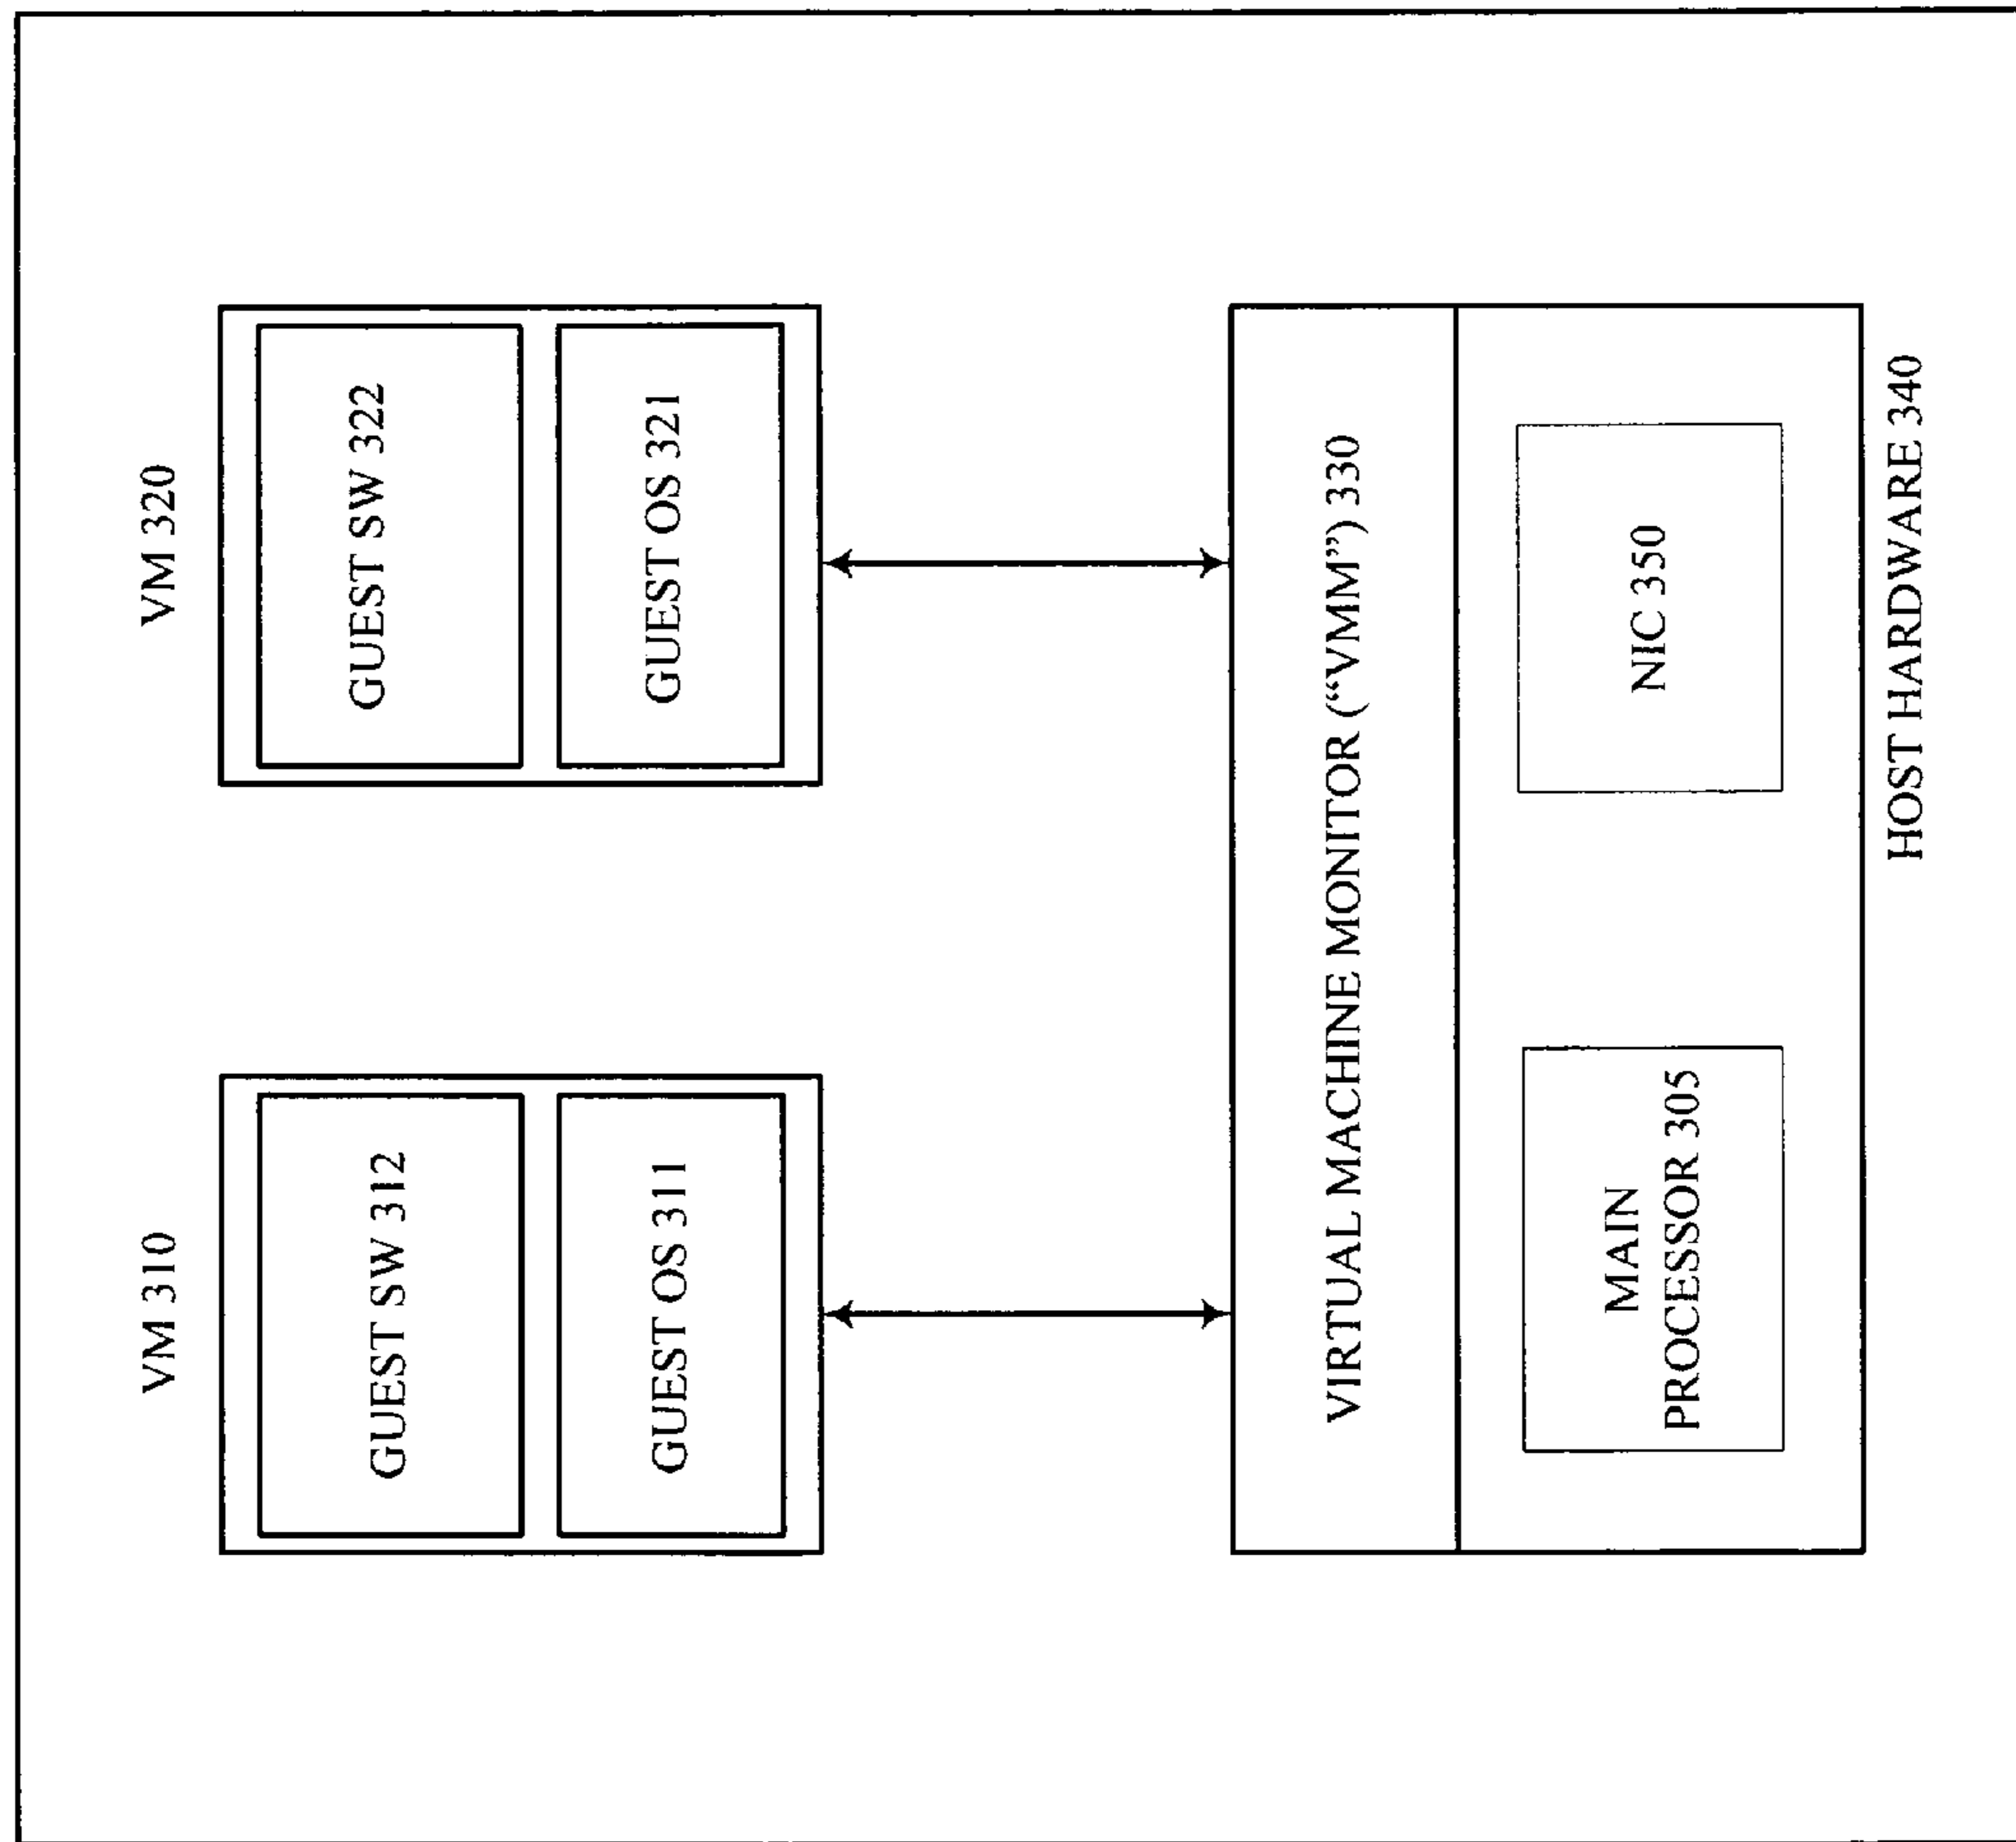 VM 310
VM 320
GUEST SW 312
GUEST SW 322
GUEST OS 311
GUEST OS 321
VIRTUAL MACHINE MONITOR (“VMM”) 330
MAIN
PROCESSOR 305
NIC 350
HOST HARDWARE 340